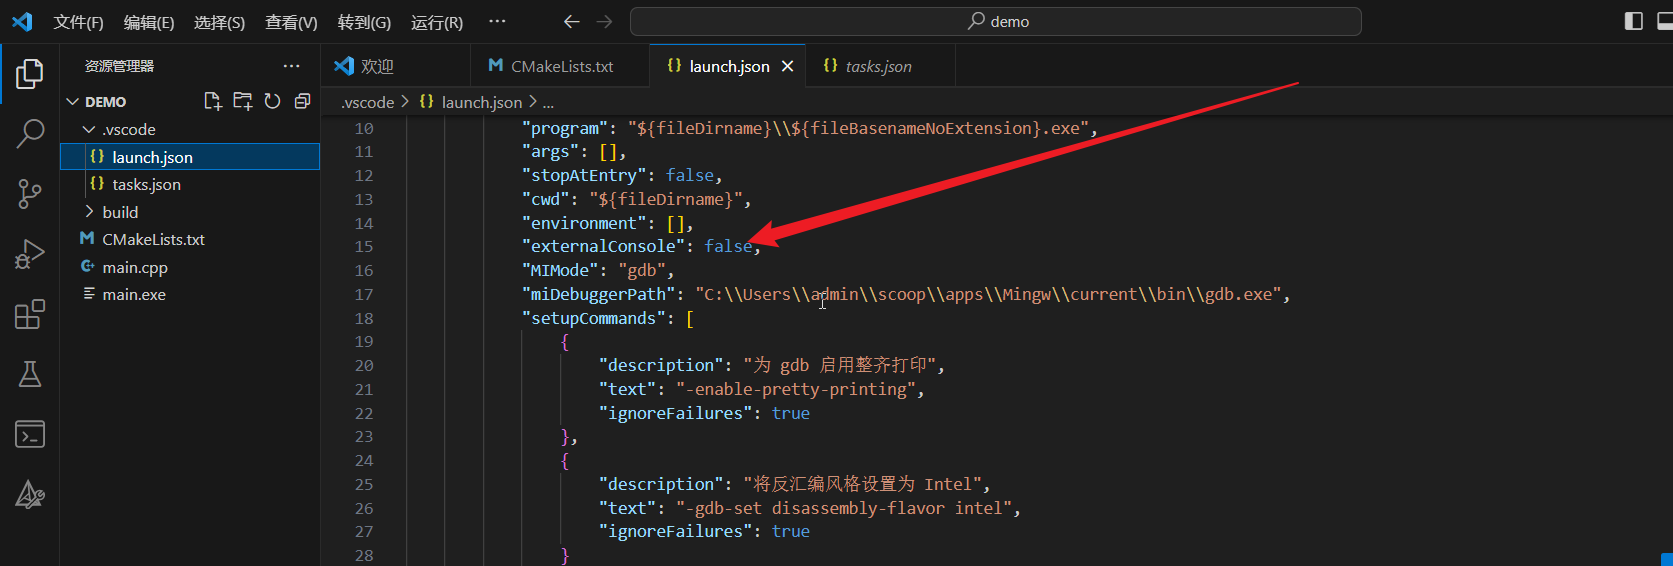 文件(F) 编辑(E) 选择(S) 查看(V) 转到(G) 运行(R) ··· demo
资源管理器 ···
DEMO
.vscode
launch.json
tasks.json
build
CMakeLists.txt
main.cpp
main.exe
欢迎 CMakeLists.txt launch.json tasks.json
.vscode > launch.json > ...
10 "program": "${fileDirname}\\${fileBasenameNoExtension}.exe",
11 "args": [],
12 "stopAtEntry": false,
13 "cwd": "${fileDirname}",
14 "environment": [],
15 "externalConsole": false,
16 "MIMode": "gdb",
17 "miDebuggerPath": "C:\\Users\\admin\\scoop\\apps\\Mingw\\current\\bin\\gdb.exe",
18 "setupCommands": [
19 {
20 "description": "为 gdb 启用整齐打印",
21 "text": "-enable-pretty-printing",
22 "ignoreFailures": true
23 },
24 {
25 "description": "将反汇编风格设置为 Intel",
26 "text": "-gdb-set disassembly-flavor intel",
27 "ignoreFailures": true
28 }